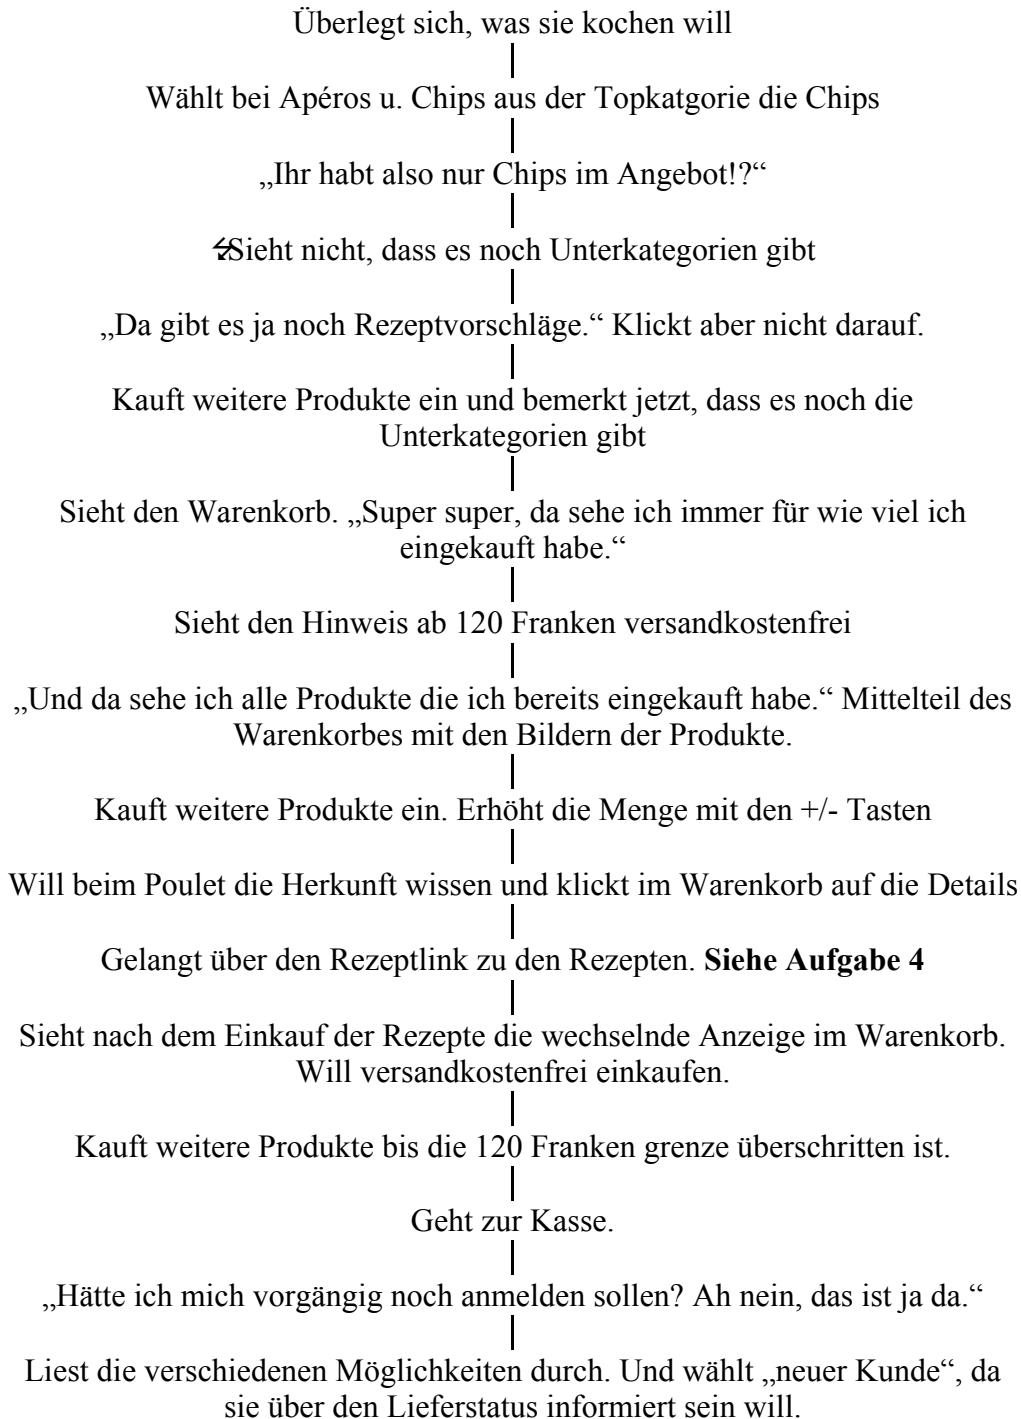 Überlegt sich, was sie kochen will
Wählt bei Apéros u. Chips aus der Topkatgorie die Chips
„Ihr habt also nur Chips im Angebot!?“
Sieht nicht, dass es noch Unterkategorien gibt
„Da gibt es ja noch Rezeptvorschläge.“ Klickt aber nicht darauf.
Kauft weitere Produkte ein und bemerkt jetzt, dass es noch die
Unterkategorien gibt
Sieht den Warenkorb. „Super super, da sehe ich immer für wie viel ich
eingekauft habe.“
Sieht den Hinweis ab 120 Franken versandkostenfrei
„Und da sehe ich alle Produkte die ich bereits eingekauft habe.“ Mittelteil des
Warenkorbes mit den Bildern der Produkte.
Kauft weitere Produkte ein. Erhöht die Menge mit den +/- Tasten
Will beim Poulet die Herkunft wissen und klickt im Warenkorb auf die Details
Gelangt über den Rezeptlink zu den Rezepten. Siehe Aufgabe 4
Sieht nach dem Einkauf der Rezepte die wechselnde Anzeige im Warenkorb.
Will versandkostenfrei einkaufen.
Kauft weitere Produkte bis die 120 Franken grenze überschritten ist.
Geht zur Kasse.
„Hätte ich mich vorgängig noch anmelden sollen? Ah nein, das ist ja da.“
Liest die verschiedenen Möglichkeiten durch. Und wählt „neuer Kunde“, da
sie über den Lieferstatus informiert sein will.